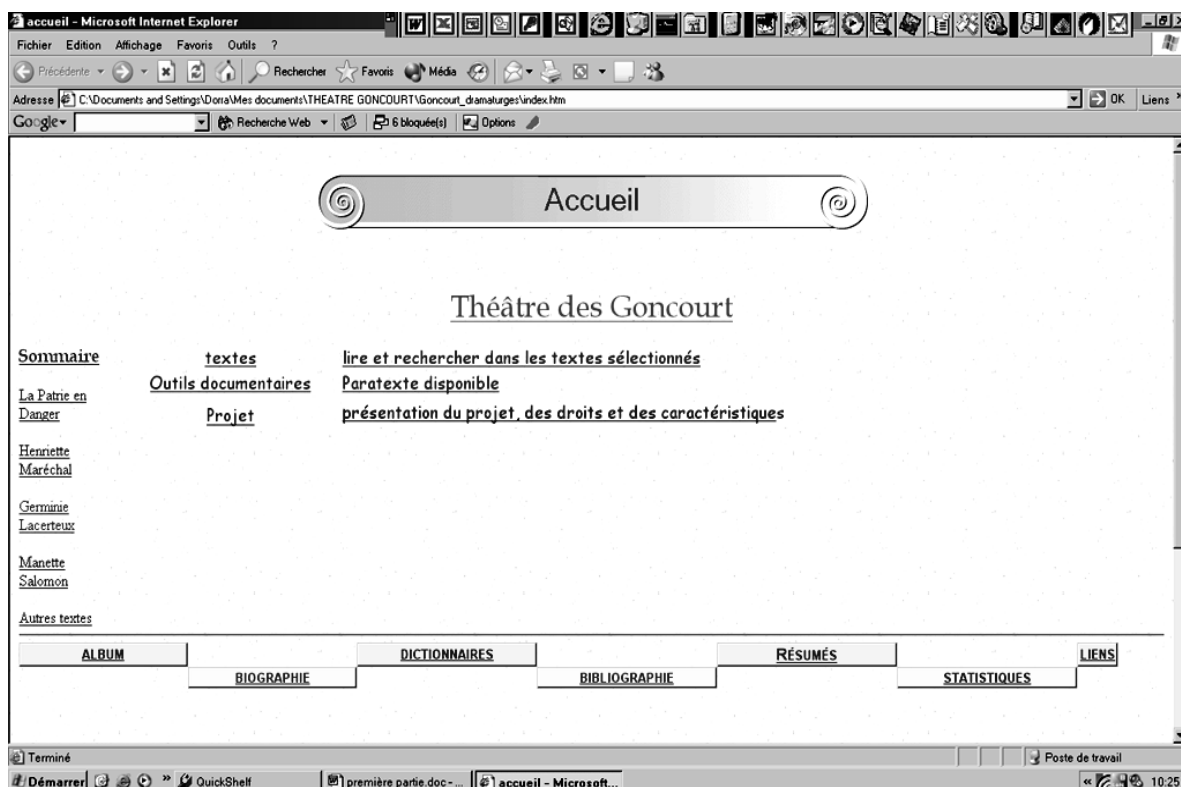 accueil - Microsoft Internet Explorer
Fichier Edition Affichage Favoris Outils ?
Précédente Rechercher Favoris Média
Adresse C:\Documents and Settings\Dorra\Mes documents\THEATRE GONCOURT\Goncourt_dramaturges\index.htm OK Liens »
Google Recherche Web 6 bloquée(s) Options
Accueil
Théâtre des Goncourt
Sommaire textes lire et rechercher dans les textes sélectionnés
Outils documentaires Paratexte disponible
La Patrie en
Danger
Projet présentation du projet, des droits et des caractéristiques
Henriette
Maréchal
Germinie
Lacerteux
Manette
Salomon
Autres textes
ALBUM DICTIONNAIRES RÉSUMÉS LIENS
BIOGRAPHIE BIBLIOGRAPHIE STATISTIQUES
Terminé Poste de travail
Démarrer » QuickShelf première partie.doc -... accueil - Microsoft... « 10:25